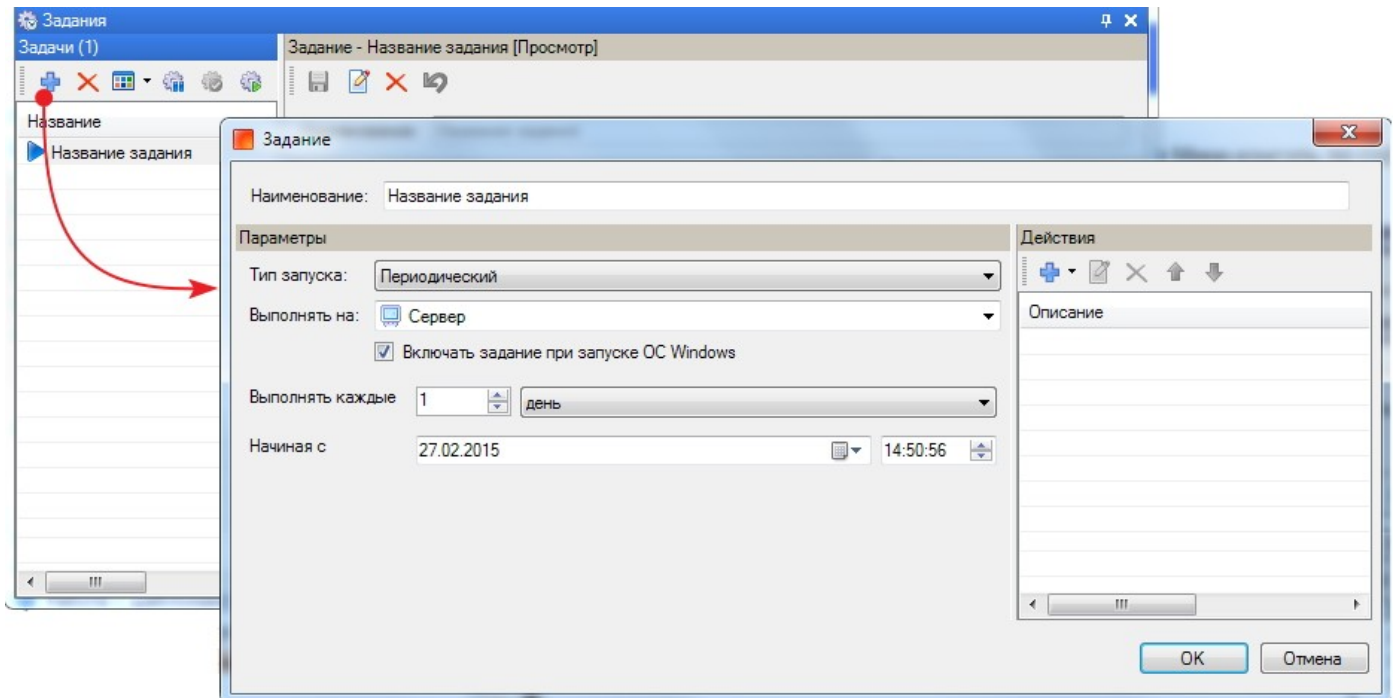 Задания
Задачи (1)
Задание - Название задания [Просмотр]
Название
Название задания
Задание
Наименование: Название задания
Параметры
Действия
Тип запуска: Периодический
Выполнять на: Сервер
Описание
Включать задание при запуске ОС Windows
Выполнять каждые 1 день
Начиная с 27.02.2015 14:50:56
OK
Отмена